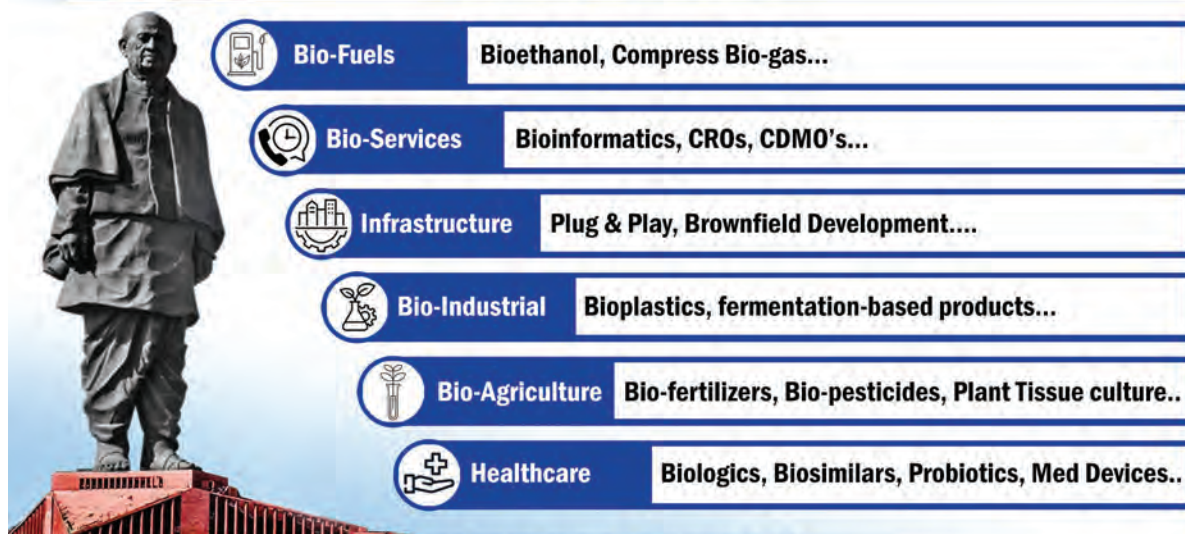 Bio-Fuels Bioethanol, Compress Bio-gas...
Bio-Services Bioinformatics, CROs, CDMO's...
Infrastructure Plug & Play, Brownfield Development....
Bio-Industrial Bioplastics, fermentation-based products...
Bio-Agriculture Bio-fertilizers, Bio-pesticides, Plant Tissue culture..
Healthcare Biologics, Biosimilars, Probiotics, Med Devices..